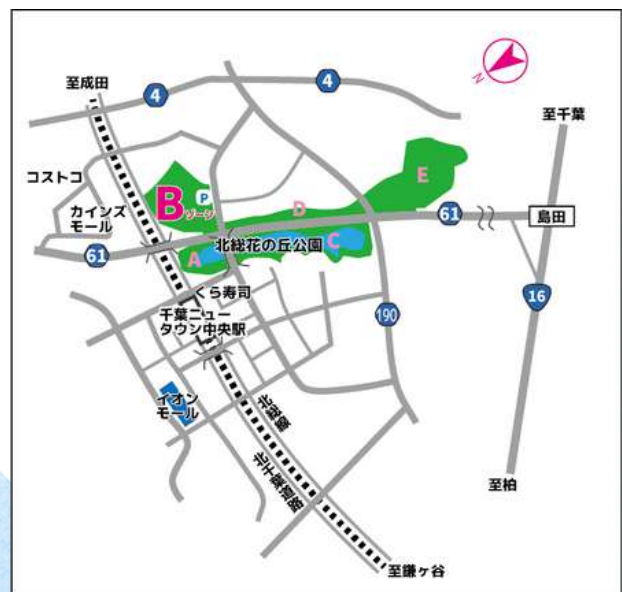 至成田
4
4
N
至千葉
コストコ
カインズ
モール
B
ゾーン
P
D
E
61
61
島田
北総花の丘公園
A
C
くら寿司
千葉ニュー
タウン中央駅
190
16
イオン
モール
北総線
北千葉道路
至柏
至鎌ヶ谷